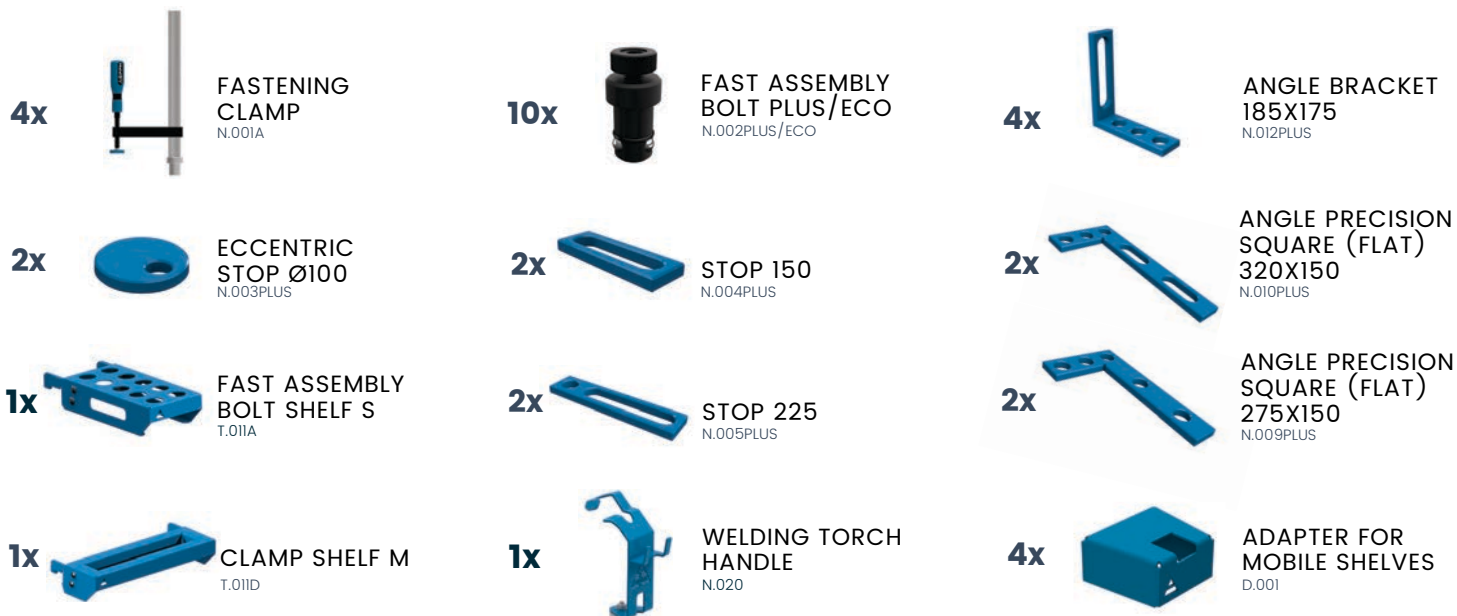 4x
FASTENING
CLAMP
N.001A
10x
FAST ASSEMBLY
BOLT PLUS/ECO
N.002PLUS/ECO
4x
ANGLE BRACKET
185X175
N.012PLUS
2x
ECCENTRIC
STOP Ø100
N.003PLUS
2x
STOP 150
N.004PLUS
2x
ANGLE PRECISION
SQUARE (FLAT)
320X150
N.010PLUS
1x
FAST ASSEMBLY
BOLT SHELF S
T.011A
2x
STOP 225
N.005PLUS
2x
ANGLE PRECISION
SQUARE (FLAT)
275X150
N.009PLUS
1x
CLAMP SHELF M
T.011D
1x
WELDING TORCH
HANDLE
N.020
4x
ADAPTER FOR
MOBILE SHELVES
D.001